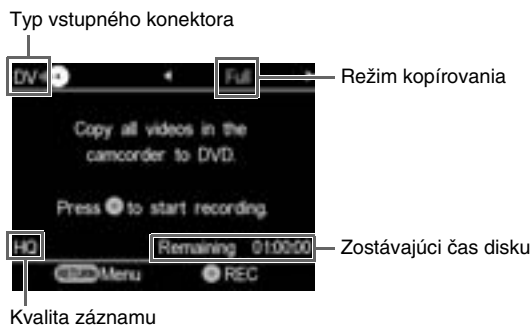 Typ vstupného konektora
DV Full
Režim kopírovania
Copy all videos in the
camcorder to DVD.
Press to start recording.
HQ Remaining 01:00:00
Zostávajúci čas disku
RETURN Menu REC
Kvalita záznamu